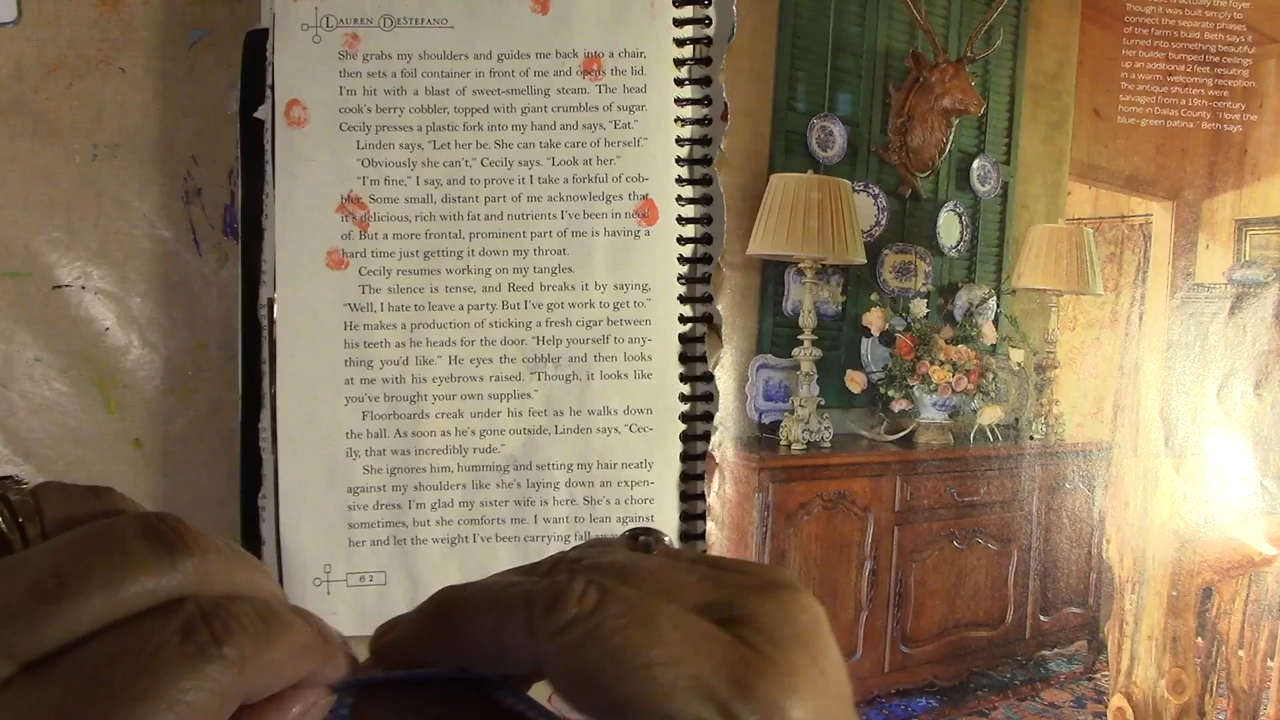 LAUREN DESTEFANO
She grabs my shoulders and guides me back into a chair,
then sets a foil container in front of me and opens the lid.
I'm hit with a blast of sweet-smelling steam. The head
cook's berry cobbler, topped with giant crumbles of sugar.
Cecily presses a plastic fork into my hand and says, “Eat.”
Linden says, “Let her be. She can take care of herself.”
“Obviously she can't,” Cecily says. “Look at her.”
“I'm fine,” I say, and to prove it I take a forkful of cob-
bler. Some small, distant part of me acknowledges that
it's delicious, rich with fat and nutrients I've been in need
of. But a more frontal, prominent part of me is having a
hard time just getting it down my throat.
Cecily resumes working on my tangles.
The silence is tense, and Reed breaks it by saying,
“Well, I hate to leave a party. But I've got work to get to.”
He makes a production of sticking a fresh cigar between
his teeth as he heads for the door. “Help yourself to any-
thing you'd like.” He eyes the cobbler and then looks
at me with his eyebrows raised. “Though, it looks like
you've brought your own supplies.”
Floorboards creak under his feet as he walks down
the hall. As soon as he's gone outside, Linden says, “Cec-
ily, that was incredibly rude.”
She ignores him, humming and setting my hair neatly
against my shoulders like she's laying down an expen-
sive dress. I'm glad my sister wife is here. She's a chore
sometimes, but she comforts me. I want to lean against
her and let the weight I've been carrying fall
62
is actually the foyer.
Though it was built simply to
connect the separate phases
of the farm's build, Beth says it
turned into something beautiful.
Her builder bumped the ceilings
up an additional 2 feet, resulting
in a warm, welcoming reception.
The antique shutters were
salvaged from a 19th-century
home in Dallas County. “I love the
blue-green patina,” Beth says.